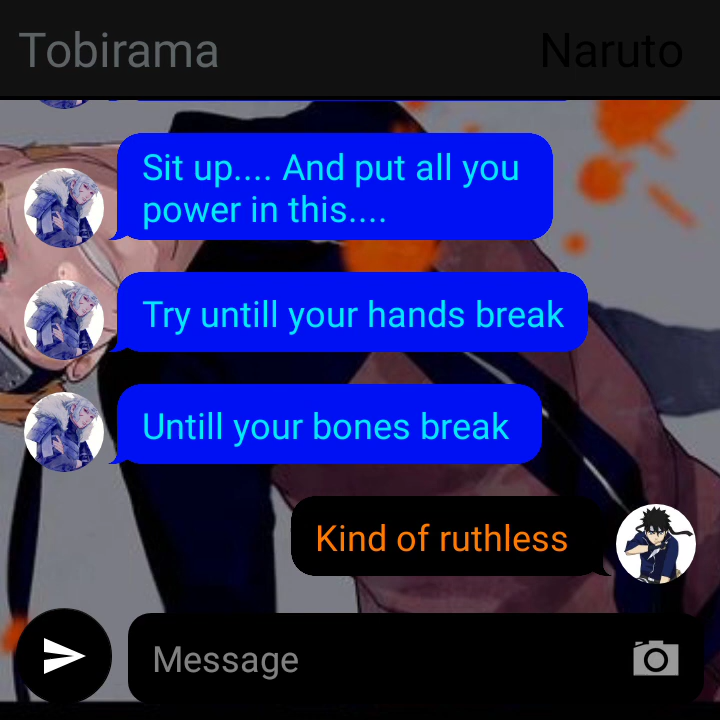 Tobirama
Naruto
Sit up.... And put all you
power in this....
Try untill your hands break
Untill your bones break
Kind of ruthless
Message